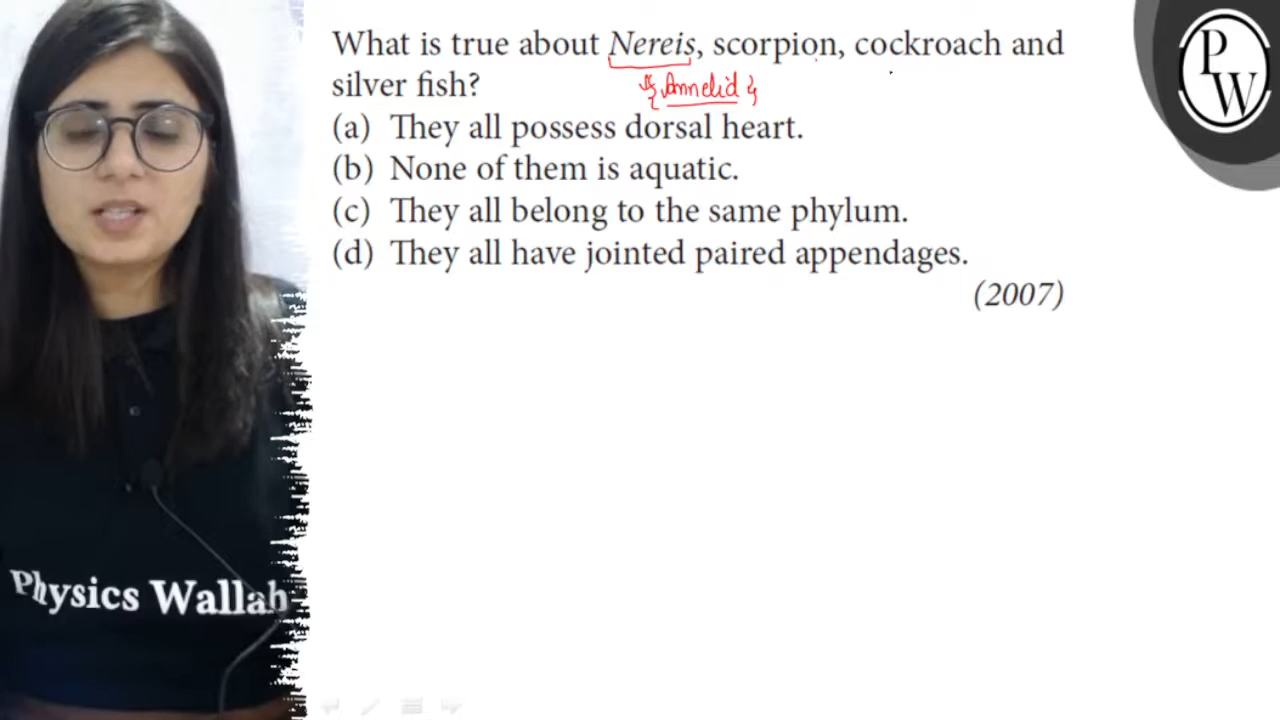 What is true about Nereis, scorpion, cockroach and
silver fish?
{Annelid}
(a) They all possess dorsal heart.
(b) None of them is aquatic.
(c) They all belong to the same phylum.
(d) They all have jointed paired appendages.
(2007)
PW
Physics Wallah